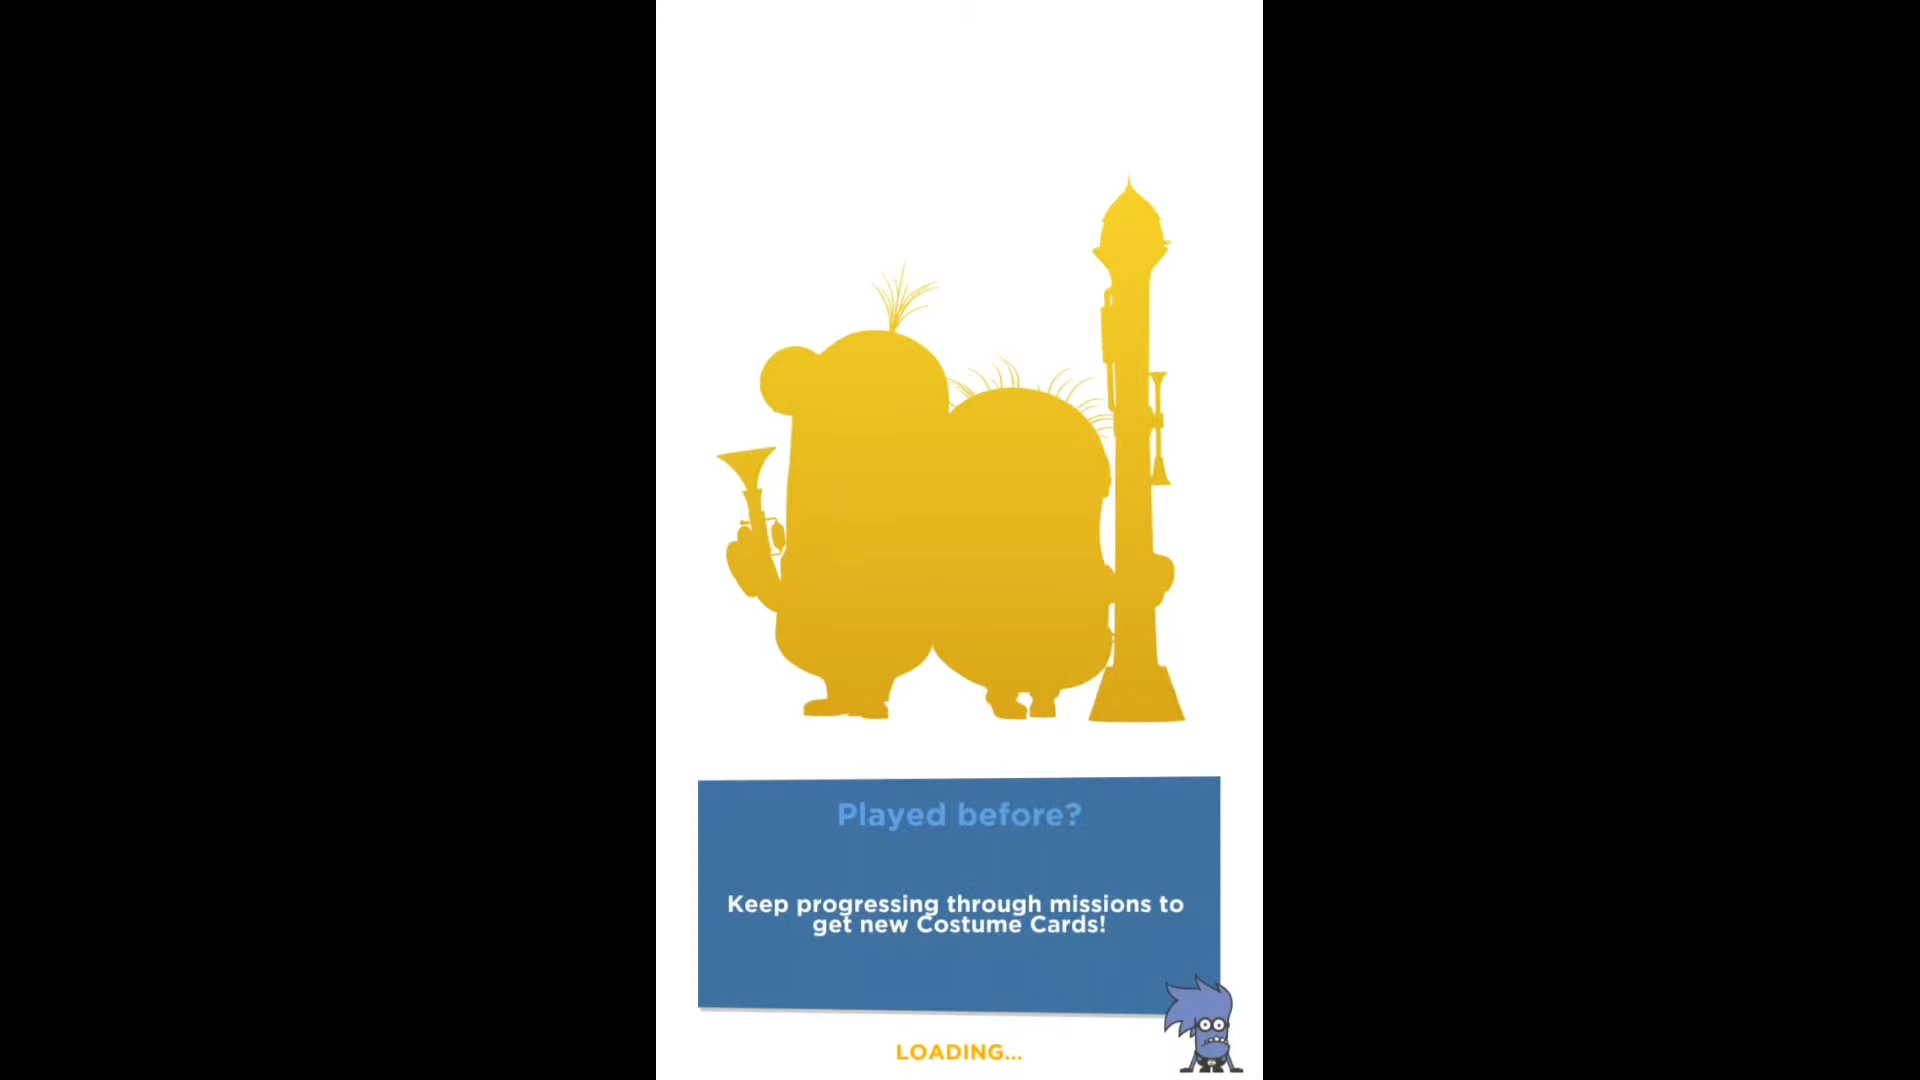 Played before?
Keep progressing through missions to
get new Costume Cards!
LOADING...